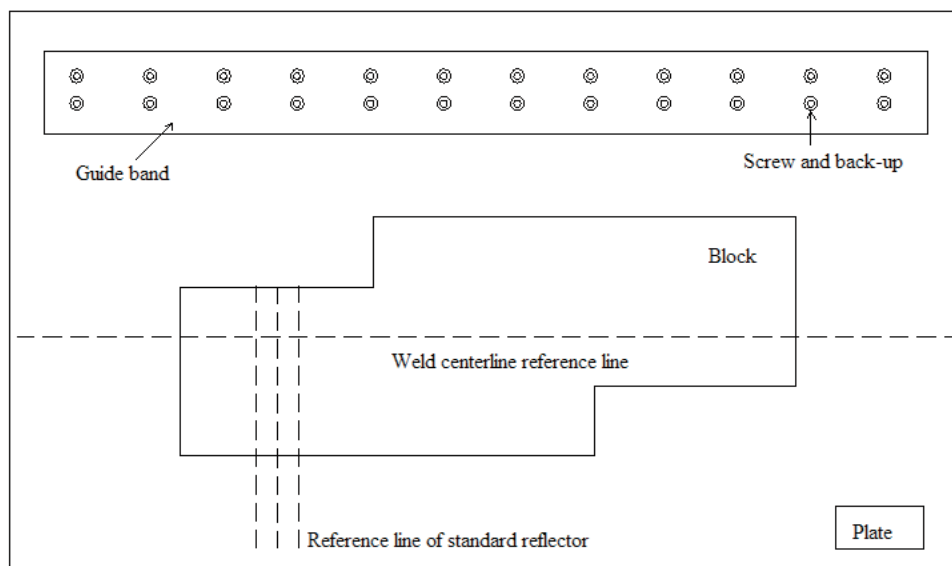 Guide band
Screw and back-up
Block
Weld centerline reference line
Reference line of standard reflector
Plate